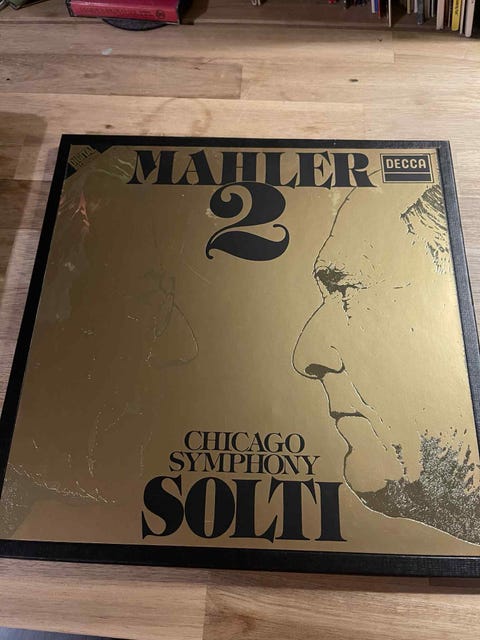 MAHLER
2
DECCA
CHICAGO
SYMPHONY
SOLTI